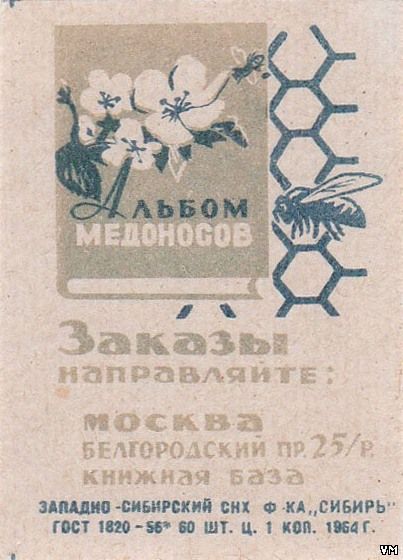 Альбом
МЕДОНОСОВ
Заказы
направляйте:
МОСКВА
БЕЛГОРОДСКИЙ ПР. 25/Р.
КНИЖНАЯ БАЗА
ЗАПАДНО-СИБИРСКИЙ СНХ Ф-КА „СИБИРЬ"
ГОСТ 1820-56* 60 ШТ. Ц. 1 КОП. 1964 Г.
VM